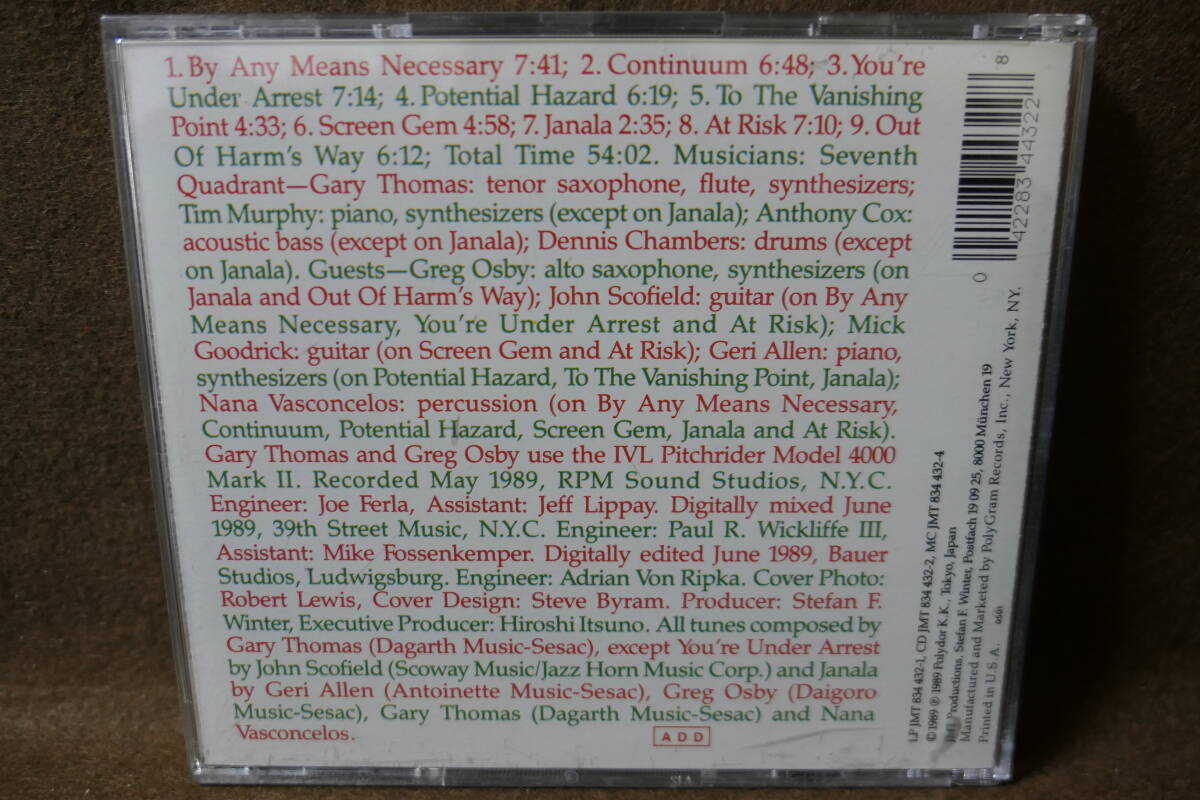 1. By Any Means Necessary 7:41; 2. Continuum 6:48; 3. You're
Under Arrest 7:14; 4. Potential Hazard 6:19; 5. To The Vanishing
Point 4:33; 6. Screen Gem 4:58; 7. Janala 2:35; 8. At Risk 7:10; 9. Out
Of Harm's Way 6:12; Total Time 54:02. Musicians: Seventh
Quadrant—Gary Thomas: tenor saxophone, flute, synthesizers;
Tim Murphy: piano, synthesizers (except on Janala); Anthony Cox:
acoustic bass (except on Janala); Dennis Chambers: drums (except
on Janala). Guests—Greg Osby: alto saxophone, synthesizers (on
Janala and Out Of Harm's Way); John Scofield: guitar (on By Any
Means Necessary, You're Under Arrest and At Risk); Mick
Goodrick: guitar (on Screen Gem and At Risk); Geri Allen: piano,
synthesizers (on Potential Hazard, To The Vanishing Point, Janala);
Nana Vasconcelos: percussion (on By Any Means Necessary,
Continuum, Potential Hazard, Screen Gem, Janala and At Risk).
Gary Thomas and Greg Osby use the IVL Pitchrider Model 4000
Mark II. Recorded May 1989, RPM Sound Studios, N.Y.C.
Engineer: Joe Ferla, Assistant: Jeff Lippay. Digitally mixed June
1989, 39th Street Music, N.Y.C. Engineer: Paul R. Wickliffe III,
Assistant: Mike Fossenkemper. Digitally edited June 1989, Bauer
Studios, Ludwigsburg. Engineer: Adrian Von Ripka. Cover Photo:
Robert Lewis, Cover Design: Steve Byram. Producer: Stefan F.
Winter, Executive Producer: Hiroshi Itsuno. All tunes composed by
Gary Thomas (Dagarth Music-Sesac), except You're Under Arrest
by John Scofield (Scoway Music/Jazz Horn Music Corp.) and Janala
by Geri Allen (Antoinette Music-Sesac), Greg Osby (Daigoro
Music-Sesac), Gary Thomas (Dagarth Music-Sesac) and Nana
Vasconcelos.
ADD
0 42283 44322 8
LP JMT 834 432-1, CD JMT 834 432-2, MC JMT 834 432-4
© 1989 ℗ 1989 Polydor K.K., Tokyo, Japan
JMT Productions, Stefan F. Winter, Postfach 19 09 25, 8000 München 19
Manufactured and Marketed by PolyGram Records, Inc., New York, NY.
Printed in U.S.A.